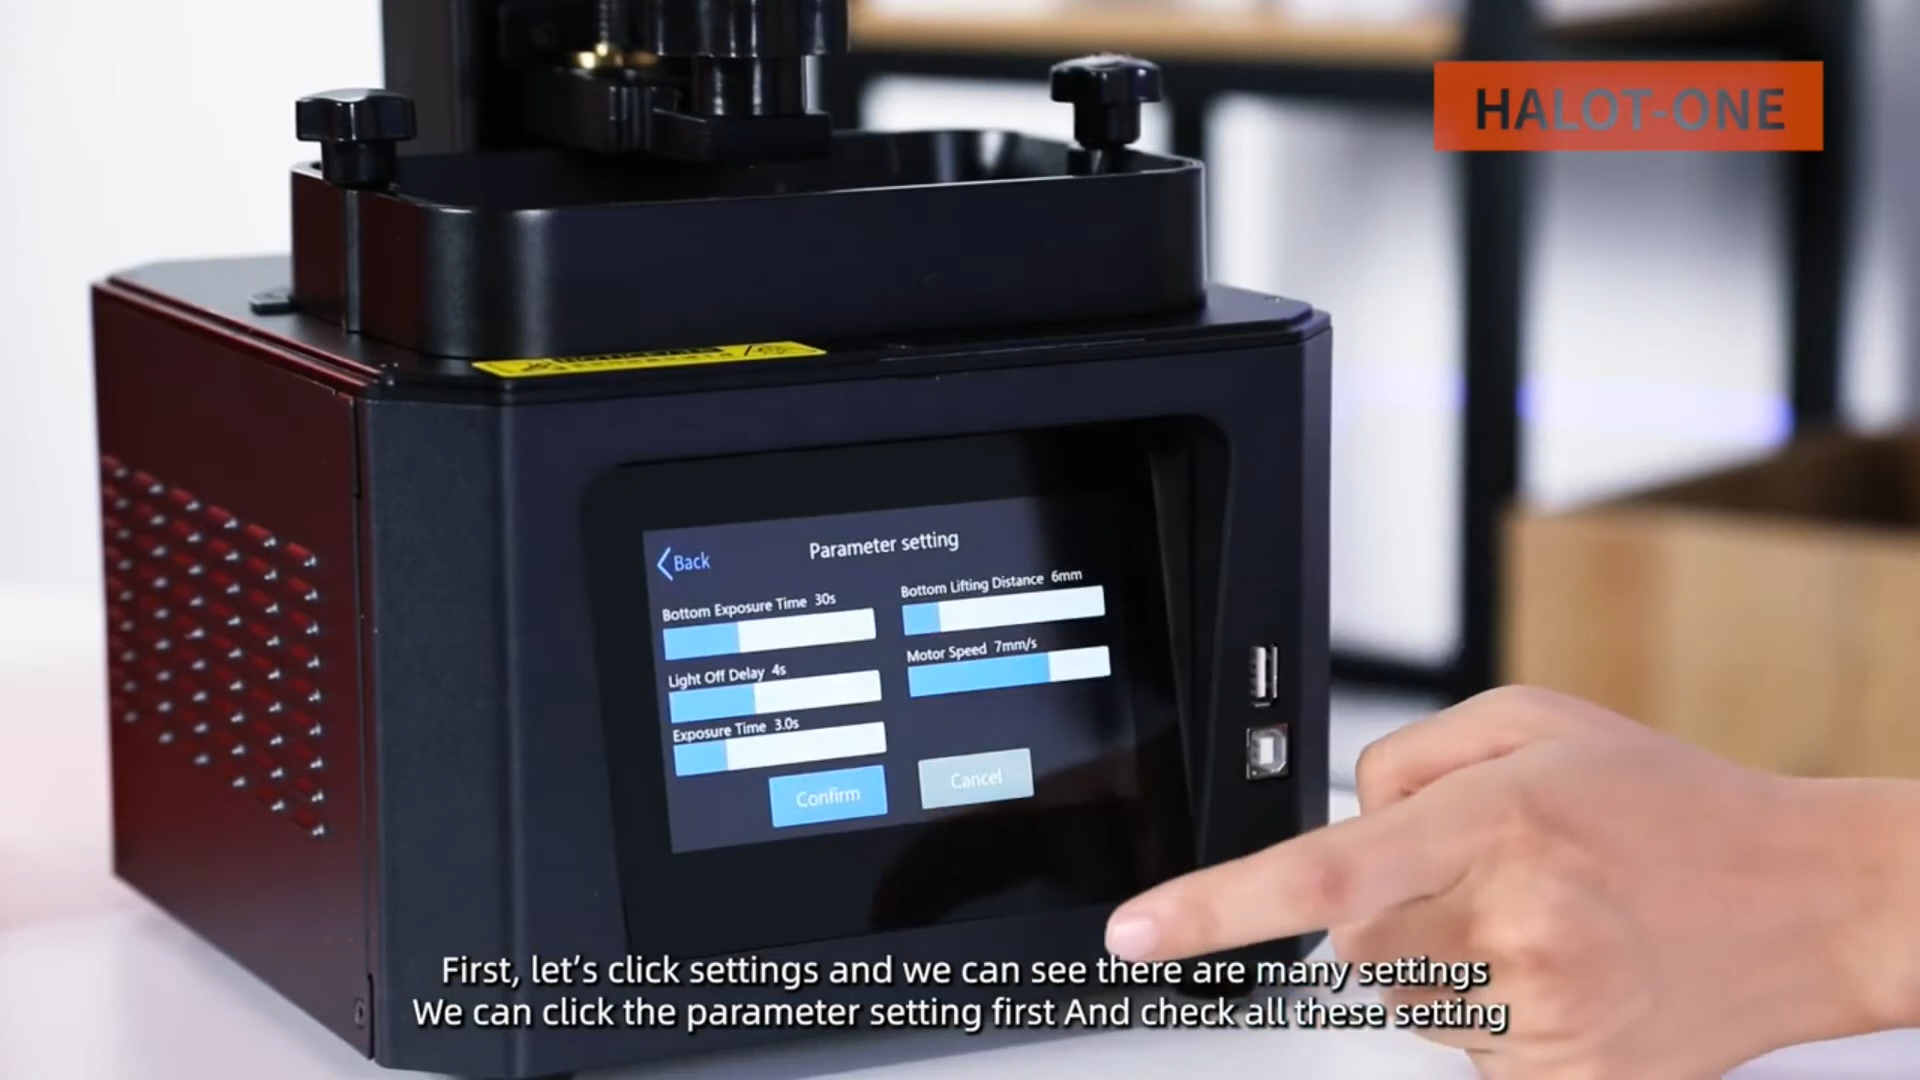 HALOT-ONE
Back
Parameter setting
Bottom Exposure Time 30s
Bottom Lifting Distance 6mm
Light Off Delay 4s
Motor Speed 7mm/s
Exposure Time 3.0s
Confirm
Cancel
First, let’s click settings and we can see there are many settings
We can click the parameter setting first And check all these setting